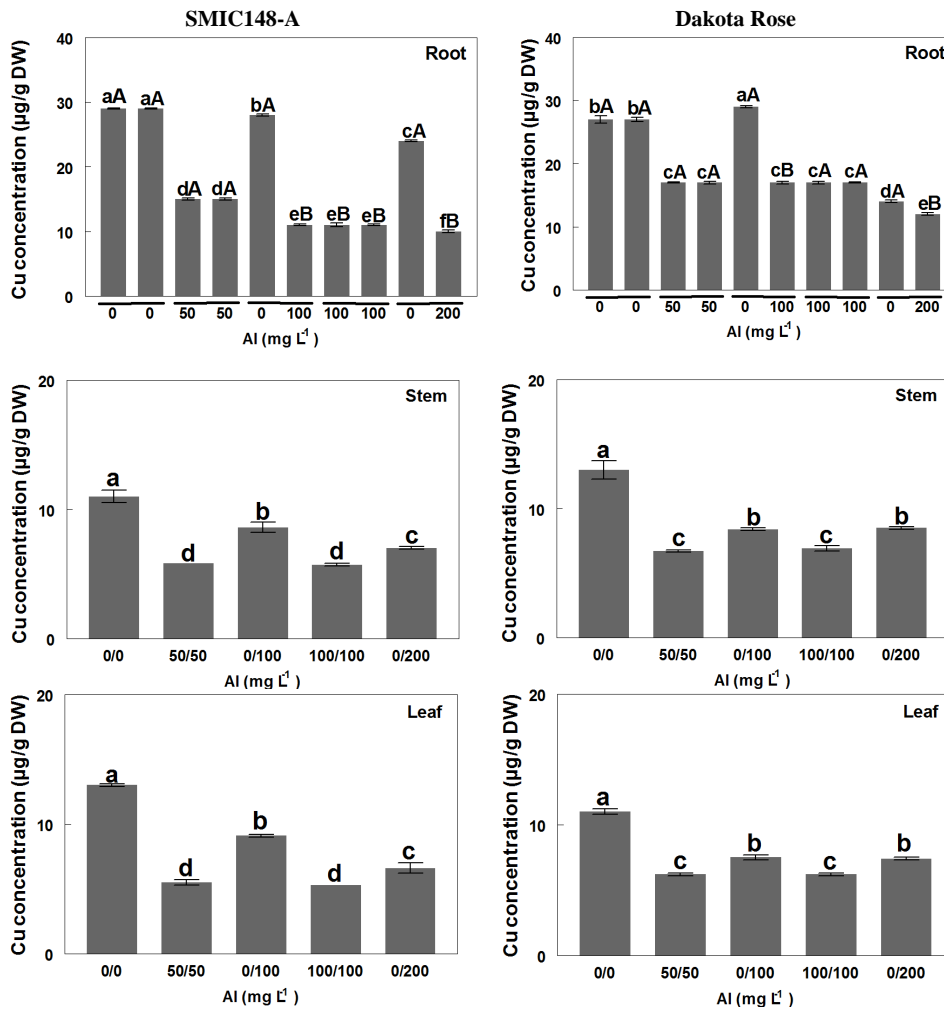 SMIC148-A
Dakota Rose
Cu concentration (µg/g DW)
40
30
20
10
0
Root
aA aA dA dA bA eB eB eB cA fB
0 0 50 50 0 100 100 100 0 200
Al (mg L-1 )
Cu concentration (µg/g DW)
40
30
20
10
0
Root
bA bA cA cA aA cB cA cA dA eB
0 0 50 50 0 100 100 100 0 200
Al (mg L-1 )
Cu concentration (µg/g DW)
20
10
0
Stem
a d b d c
0/0 50/50 0/100 100/100 0/200
Al (mg L-1 )
Cu concentration (µg/g DW)
20
10
0
Stem
a c b c b
0/0 50/50 0/100 100/100 0/200
Al (mg L-1 )
Cu concentration (µg/g DW)
20
10
0
Leaf
a d b d c
0/0 50/50 0/100 100/100 0/200
Al (mg L-1 )
Cu concentration (µg/g DW)
20
10
0
Leaf
a c b c b
0/0 50/50 0/100 100/100 0/200
Al (mg L-1 )